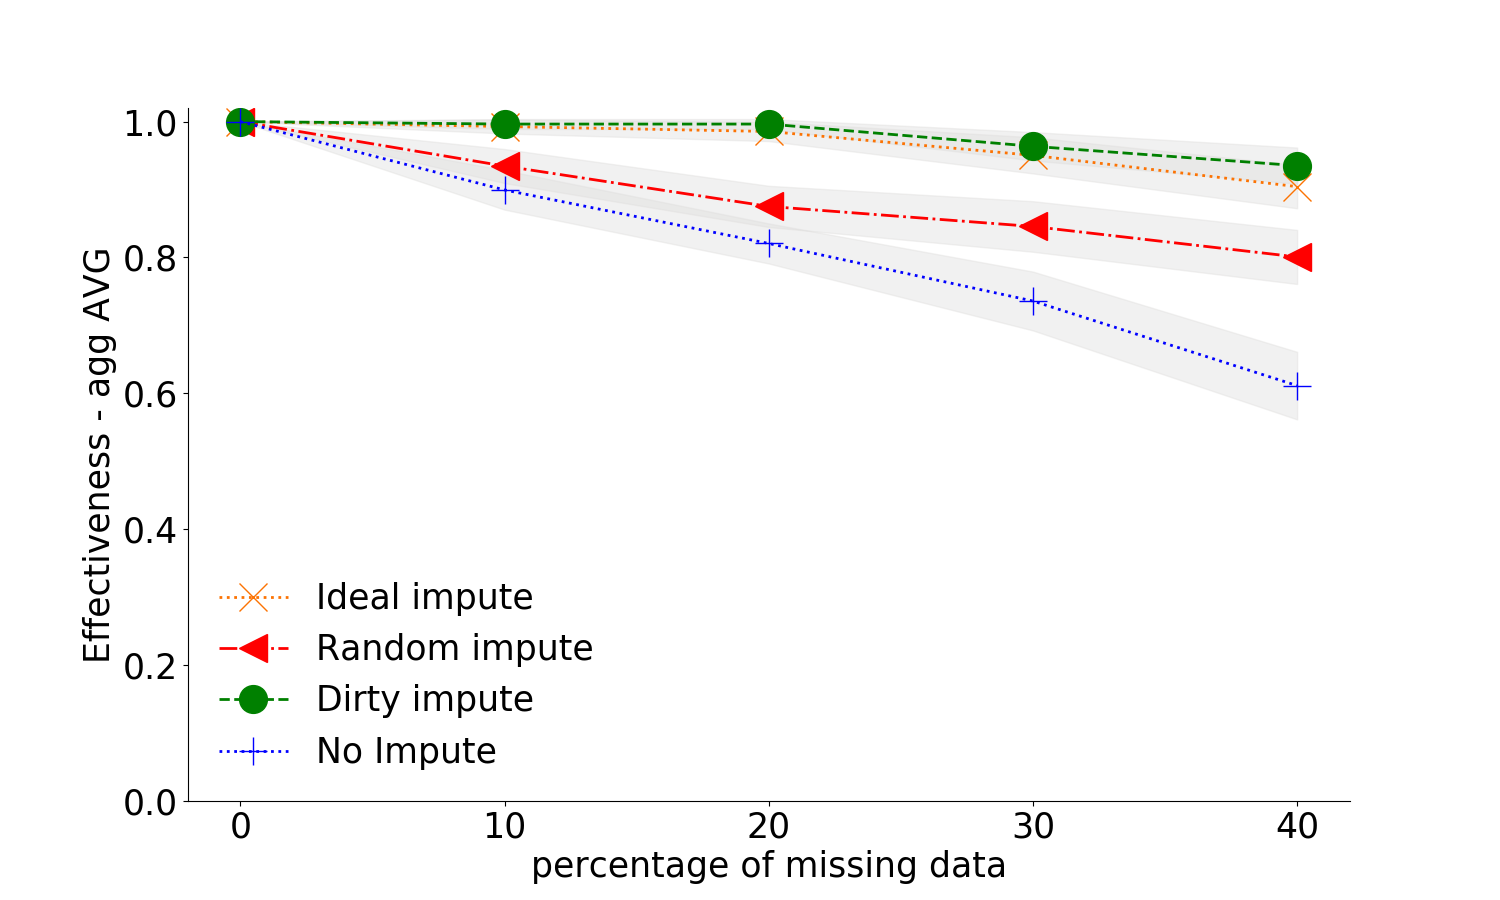 Effectiveness - agg AVG
1.0
0.8
0.6
0.4
0.2
0.0
Ideal impute
Random impute
Dirty impute
No Impute
0 10 20 30 40
percentage of missing data